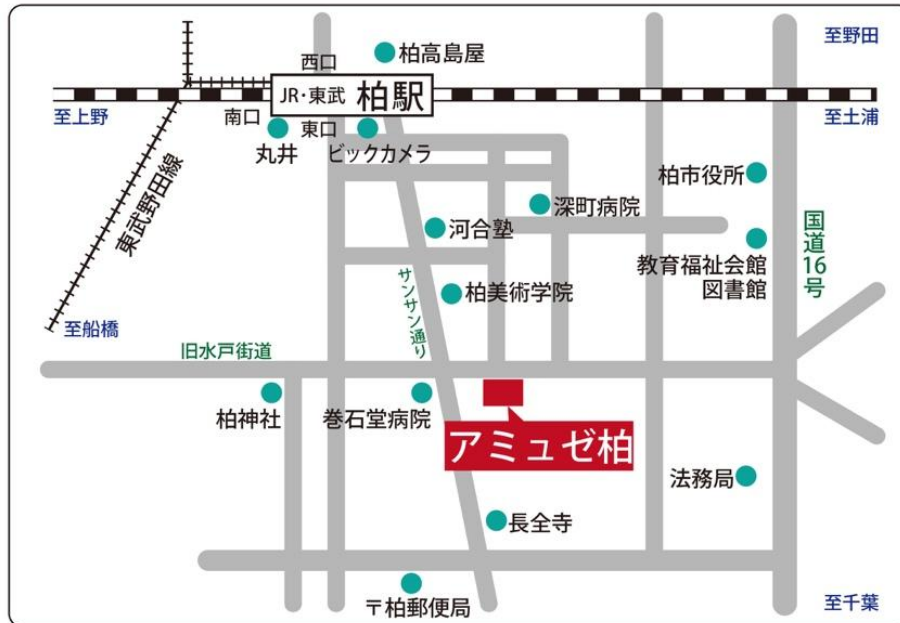 至野田
柏高島屋
西口
JR・東武 柏駅
至上野
南口
東口
至土浦
丸井
ビックカメラ
東武野田線
柏市役所
深町病院
河合塾
国道16号
教育福祉会館
図書館
柏美術学院
サンサン通り
至船橋
旧水戸街道
柏神社
巻石堂病院
アミュゼ柏
法務局
長全寺
〒柏郵便局
至千葉